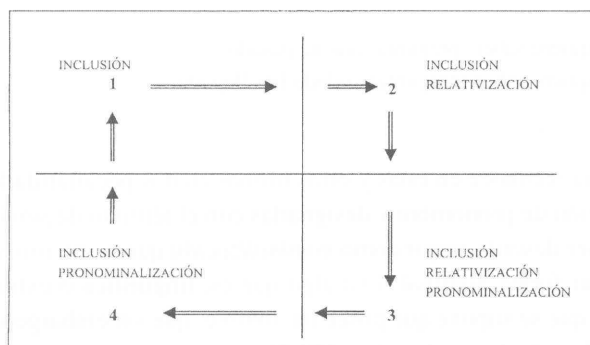 INCLUSIÓN
1
2
INCLUSIÓN
RELATIVIZACIÓN
INCLUSIÓN
PRONOMINALIZACIÓN
4
INCLUSIÓN
RELATIVIZACIÓN
PRONOMINALIZACIÓN
3